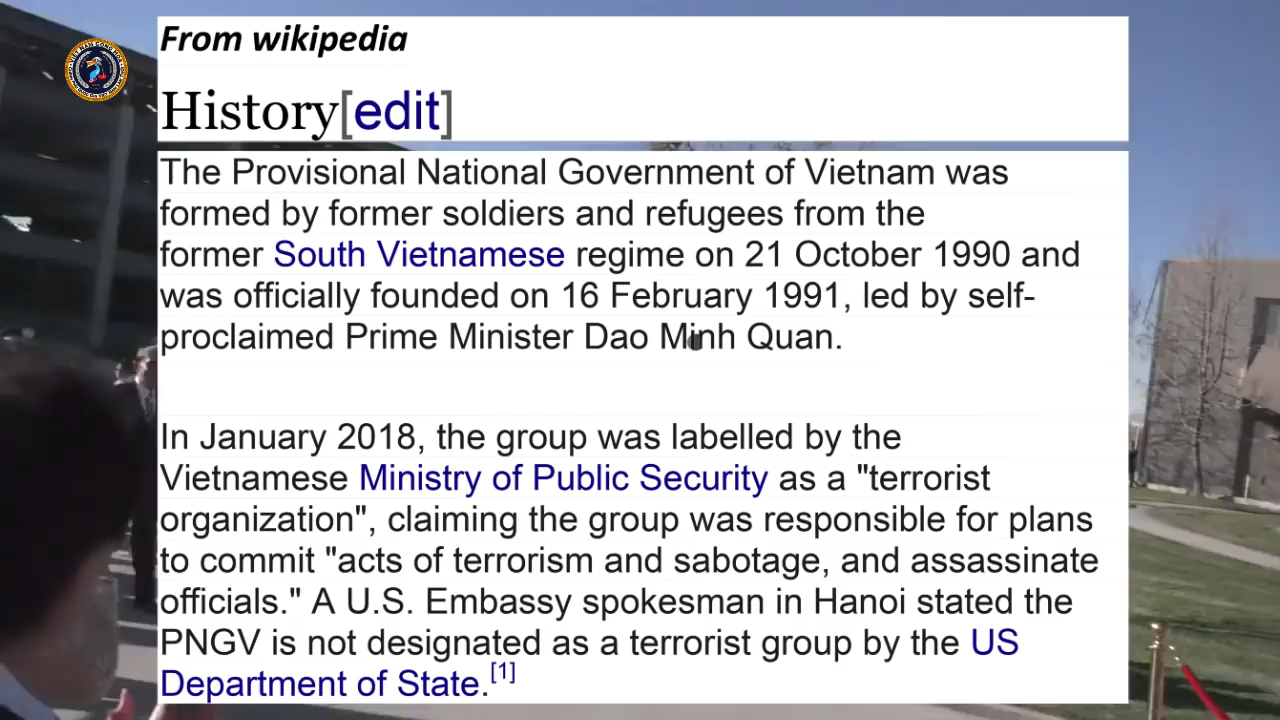 From wikipedia
History[edit]
The Provisional National Government of Vietnam was
formed by former soldiers and refugees from the
former South Vietnamese regime on 21 October 1990 and
was officially founded on 16 February 1991, led by self-
proclaimed Prime Minister Dao Minh Quan.
In January 2018, the group was labelled by the
Vietnamese Ministry of Public Security as a "terrorist
organization", claiming the group was responsible for plans
to commit "acts of terrorism and sabotage, and assassinate
officials." A U.S. Embassy spokesman in Hanoi stated the
PNGV is not designated as a terrorist group by the US
Department of State.[1]